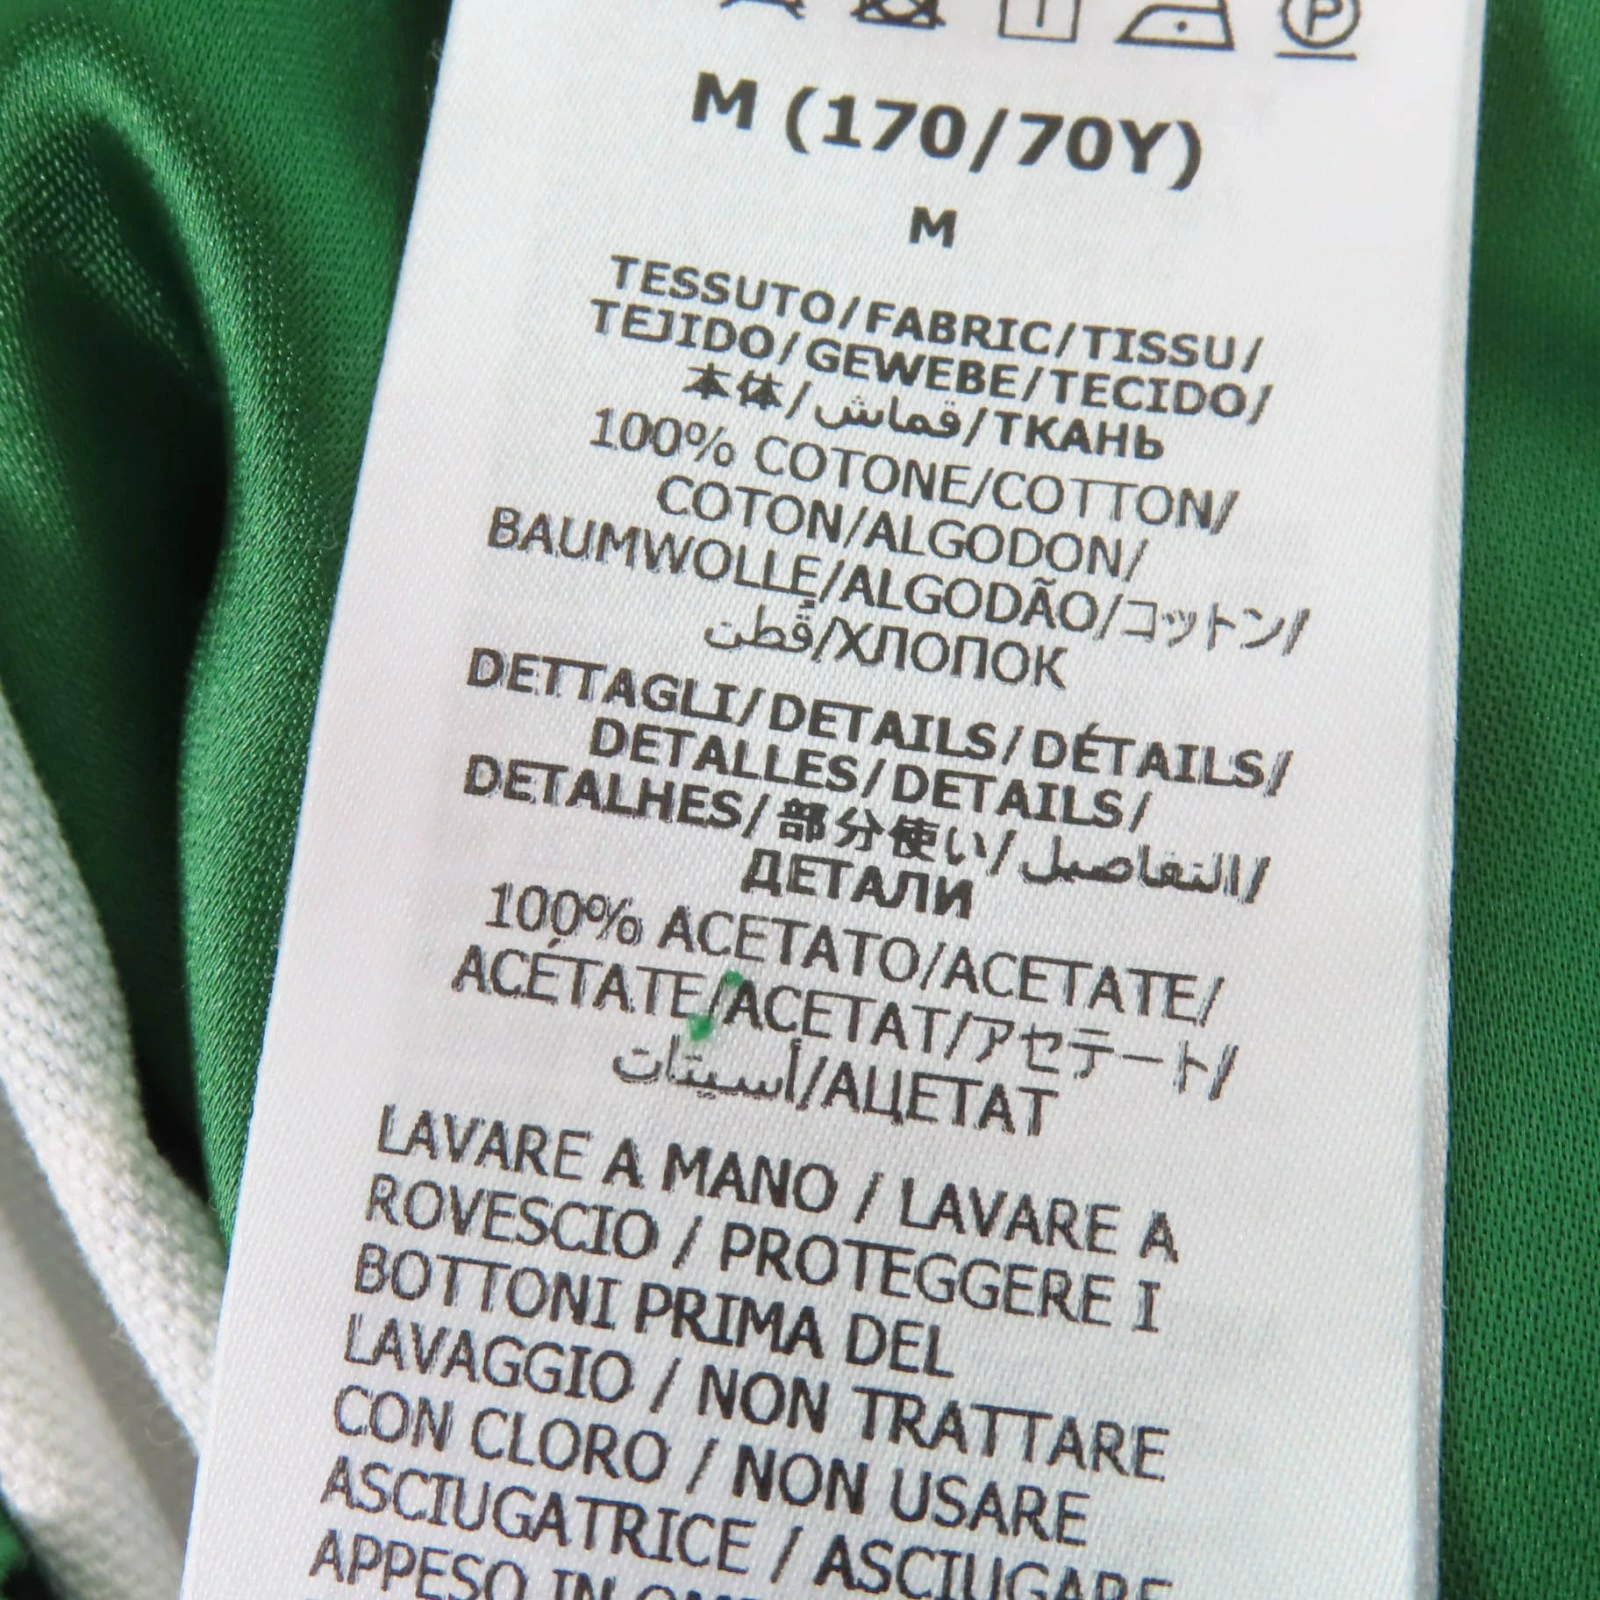 M (170/70Y)
M
TESSUTO/FABRIC/TISSU/
TEJIDO/GEWEBE/TECIDO/
本体/قماش/ТКАНЬ
100% COTONE/COTTON/
COTON/ALGODON/
BAUMWOLLE/ALGODÃO/コットン/
قطن/ХЛОПОК
DETTAGLI/DETAILS/DÉTAILS/
DETALLES/DETAILS/
DETALHES/部分使い/التفاصيل/
ДЕТАЛИ
100% ACETATO/ACETATE/
ACÉTATE/ACETAT/アセテート/
أسيتات/АЦЕТАТ
LAVARE A MANO / LAVARE A
ROVESCIO / PROTEGGERE I
BOTTONI PRIMA DEL
LAVAGGIO / NON TRATTARE
CON CLORO / NON USARE
ASCIUGATRICE / ASCIUGARE
APPESO IN